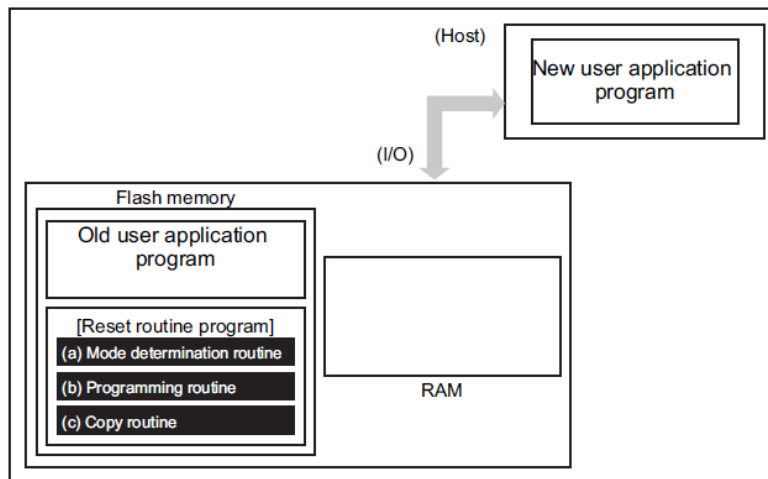 (Host)
New user application
program
(I/O)
Flash memory
Old user application
program
[Reset routine program]
(a) Mode determination routine
(b) Programming routine
(c) Copy routine
RAM